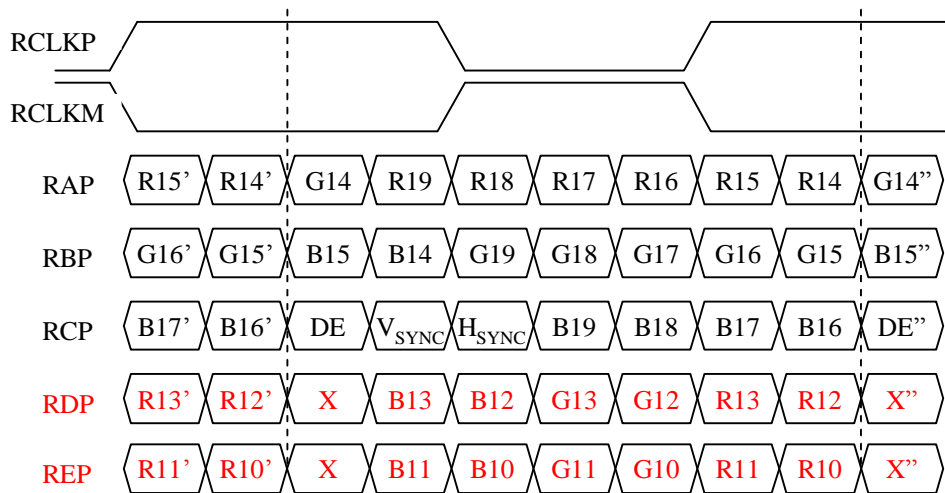 RCLKP
RCLKM
RAP R15’ R14’ G14 R19 R18 R17 R16 R15 R14 G14”
RBP G16’ G15’ B15 B14 G19 G18 G17 G16 G15 B15”
RCP B17’ B16’ DE VSYNC HSYNC B19 B18 B17 B16 DE”
RDP R13’ R12’ X B13 B12 G13 G12 R13 R12 X”
REP R11’ R10’ X B11 B10 G11 G10 R11 R10 X”